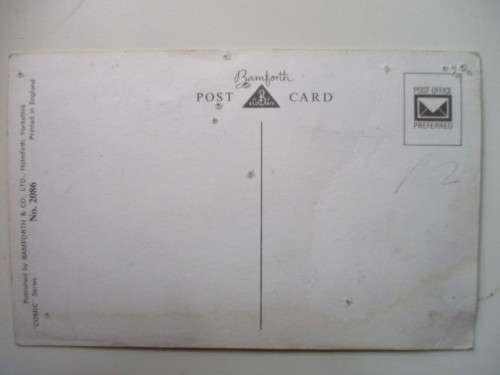 Bamforth
POST CARD
POST OFFICE
PREFERRED
"COMIC" Series
No. 2086
Published by BAMFORTH & CO. LTD., Holmfirth, Yorkshire
Printed in England
12